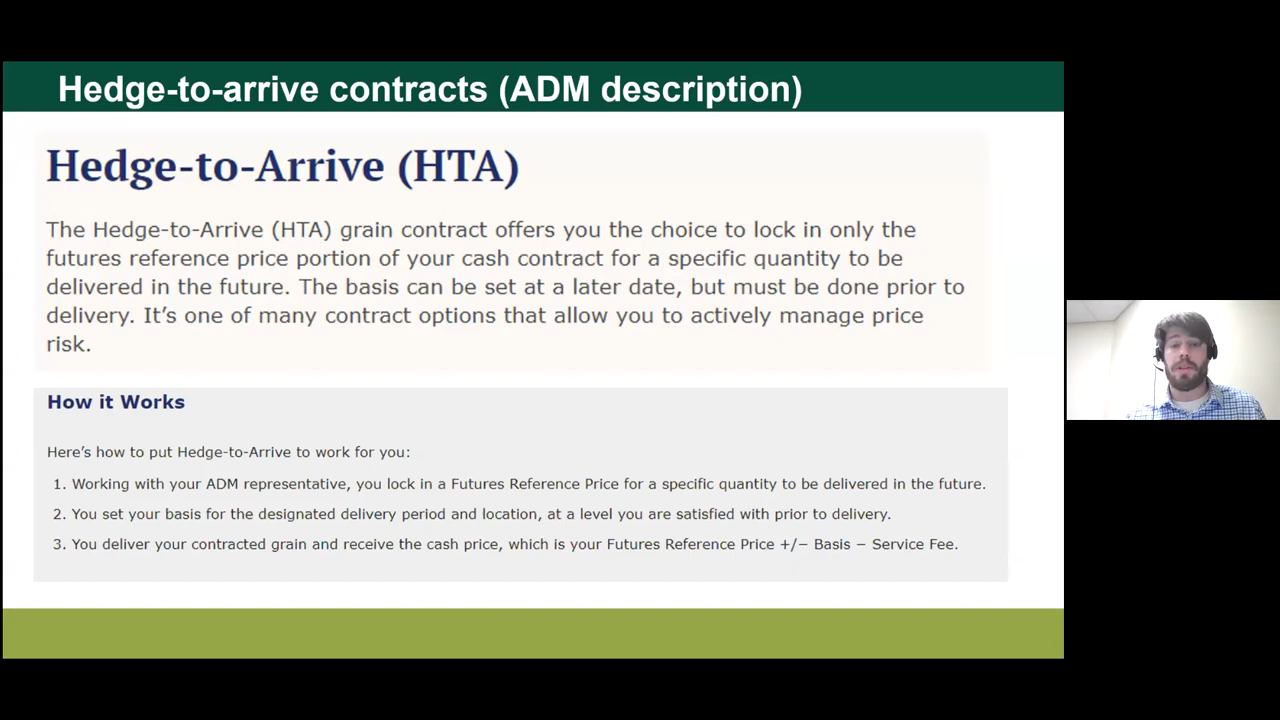 Hedge-to-arrive contracts (ADM description)
Hedge-to-Arrive (HTA)
The Hedge-to-Arrive (HTA) grain contract offers you the choice to lock in only the
futures reference price portion of your cash contract for a specific quantity to be
delivered in the future. The basis can be set at a later date, but must be done prior to
delivery. It’s one of many contract options that allow you to actively manage price
risk.
How it Works
Here’s how to put Hedge-to-Arrive to work for you:
1. Working with your ADM representative, you lock in a Futures Reference Price for a specific quantity to be delivered in the future.
2. You set your basis for the designated delivery period and location, at a level you are satisfied with prior to delivery.
3. You deliver your contracted grain and receive the cash price, which is your Futures Reference Price +/− Basis − Service Fee.